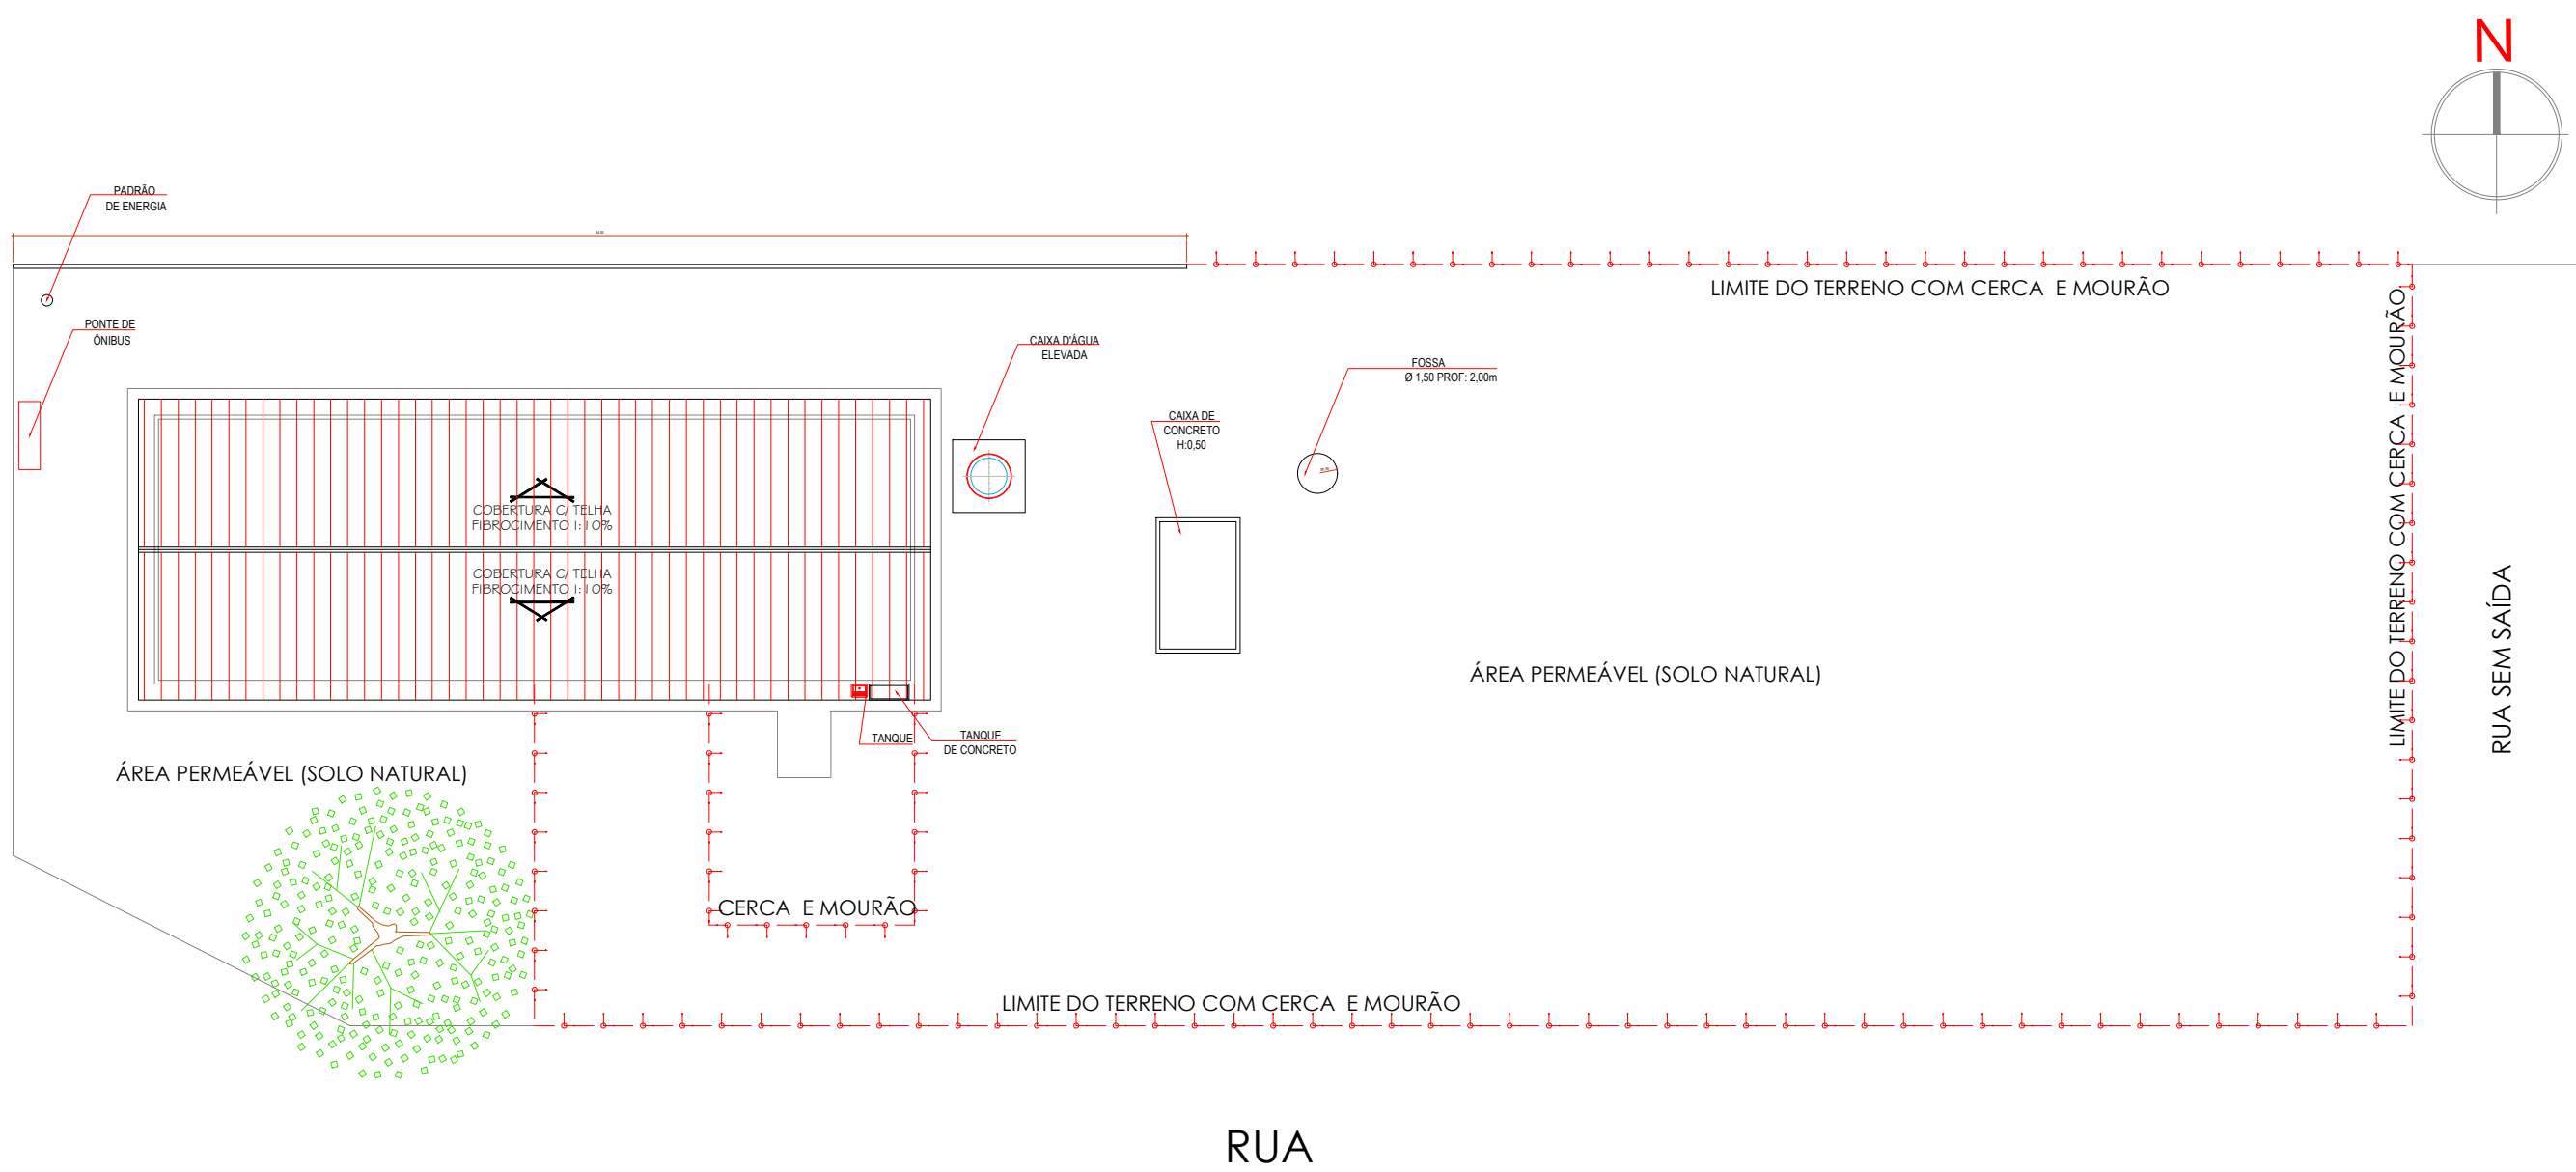 N
PADRÃO
DE ENERGIA
LIMITE DO TERRENO COM CERCA E MOURÃO
PONTE DE
ÔNIBUS
CAIXA D'ÁGUA
ELEVADA
FOSSA
Ø 1,50 PROF: 2,00m
CAIXA DE
CONCRETO
H:0,50
COBERTURA C/ TELHA
FIBROCIMENTO I: 10%
COBERTURA C/ TELHA
FIBROCIMENTO I: 10%
LIMITE DO TERRENO COM CERCA E MOURÃO
RUA SEM SAÍDA
ÁREA PERMEÁVEL (SOLO NATURAL)
TANQUE
TANQUE
DE CONCRETO
ÁREA PERMEÁVEL (SOLO NATURAL)
CERCA E MOURÃO
LIMITE DO TERRENO COM CERCA E MOURÃO
RUA